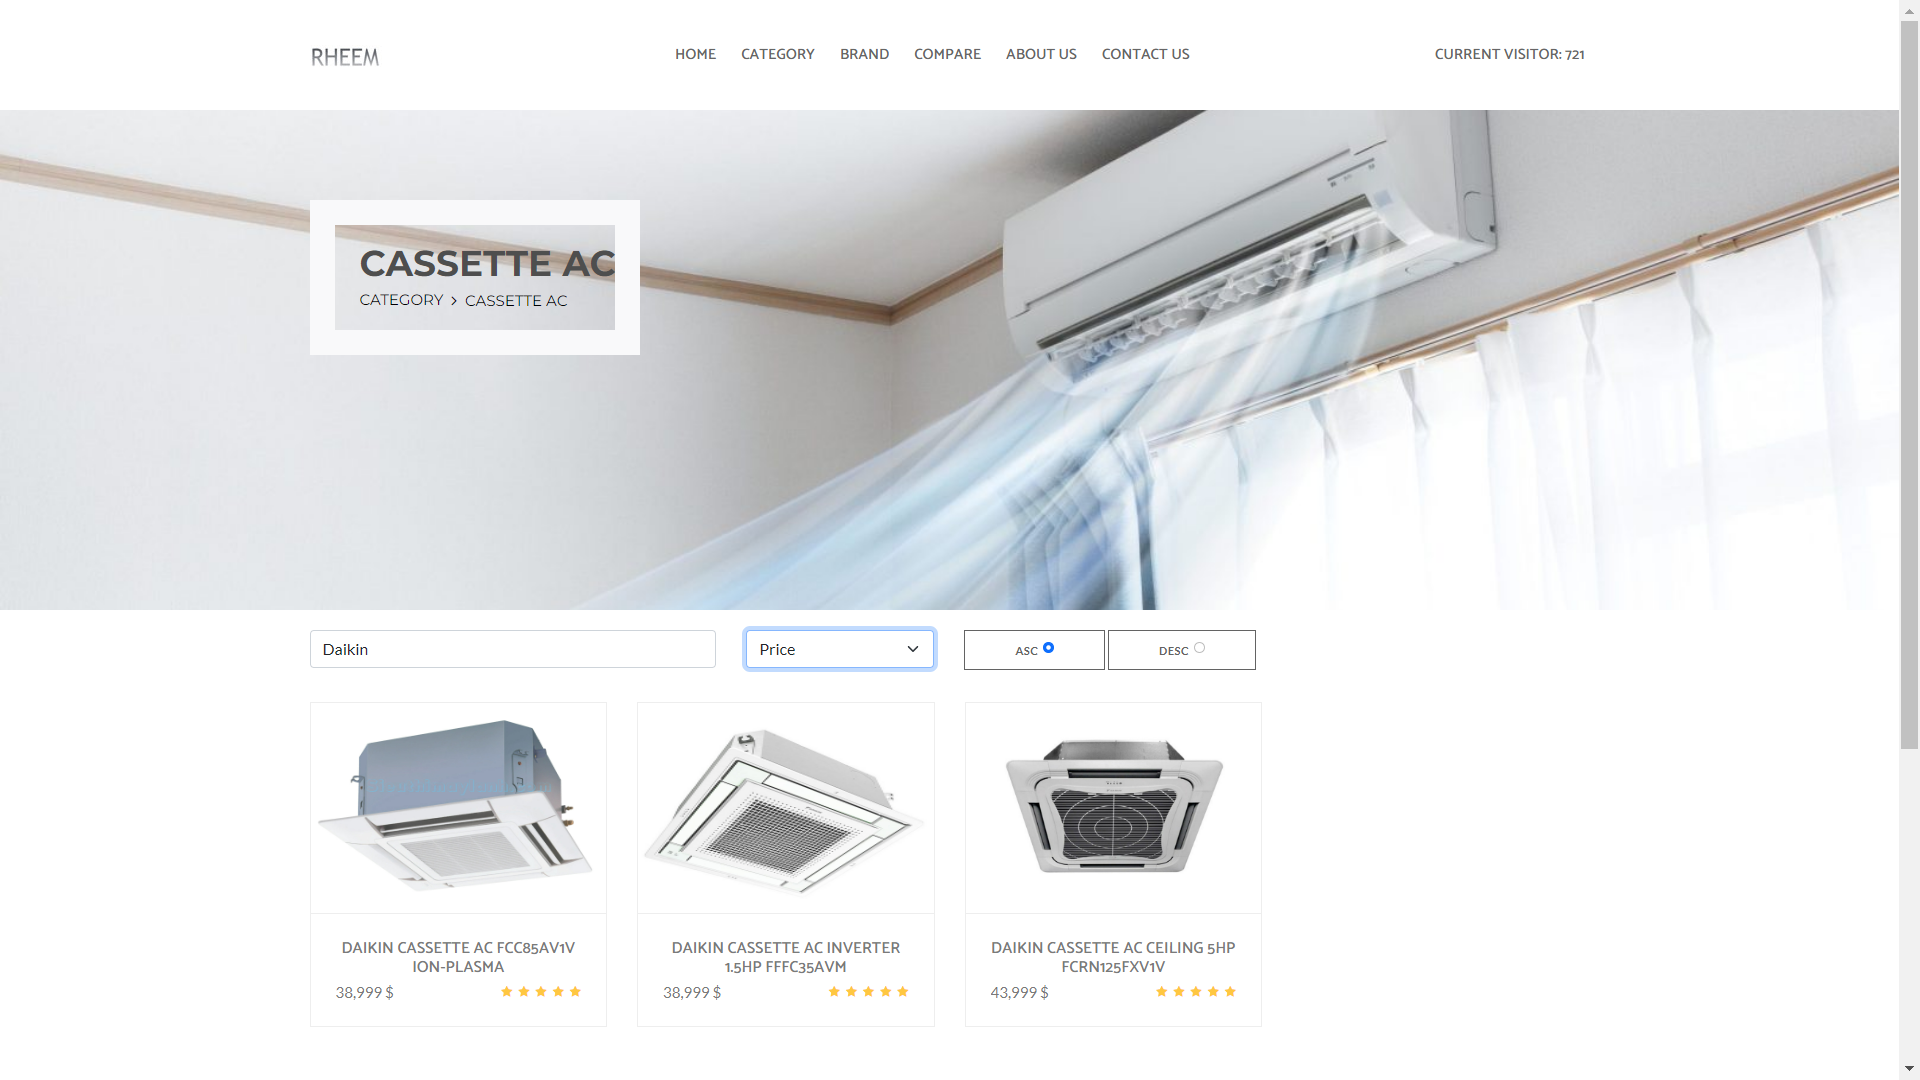 RHEEM
HOME
CATEGORY
BRAND
COMPARE
ABOUT US
CONTACT US
CURRENT VISITOR: 721
CASSETTE AC
CATEGORY > CASSETTE AC
Daikin
Price
ASC
DESC
DAIKIN CASSETTE AC FCC85AV1V
ION-PLASMA
38,999 $
DAIKIN CASSETTE AC INVERTER
1.5HP FFFC35AVM
38,999 $
DAIKIN CASSETTE AC CEILING 5HP
FCRN125FXV1V
43,999 $